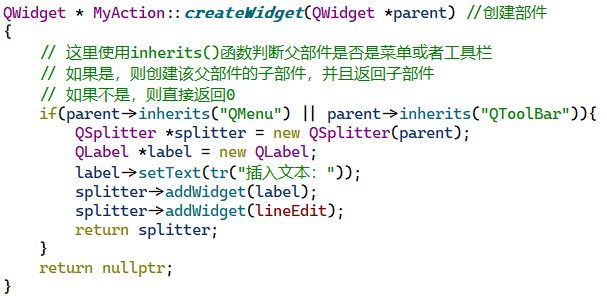 QWidget * MyAction::createWidget(QWidget *parent) //创建部件
{
    // 这里使用inherits()函数判断父部件是否是菜单或者工具栏
    // 如果是，则创建该父部件的子部件，并且返回子部件
    // 如果不是，则直接返回0
    if(parent->inherits("QMenu") || parent->inherits("QToolBar")){
        QSplitter *splitter = new QSplitter(parent);
        QLabel *label = new QLabel;
        label->setText(tr("插入文本："));
        splitter->addWidget(label);
        splitter->addWidget(lineEdit);
        return splitter;
    }
    return nullptr;
}